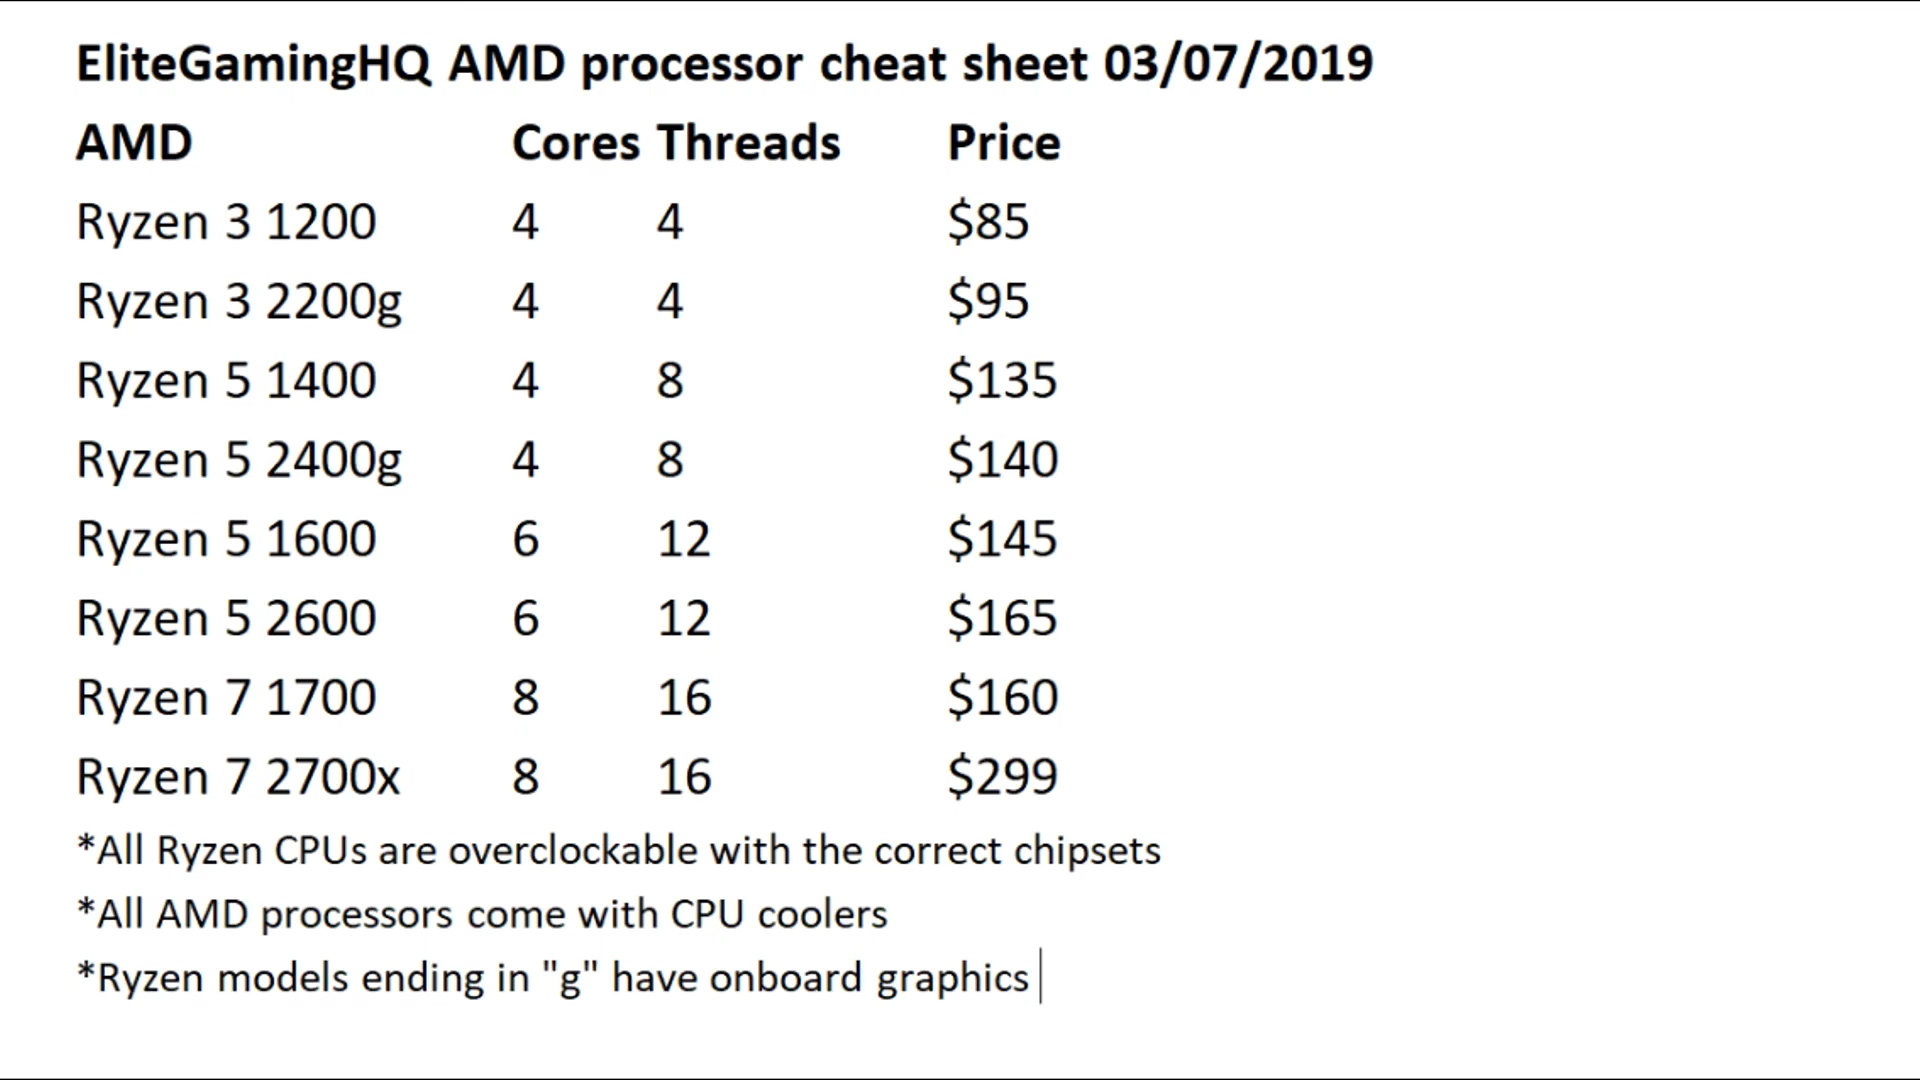 EliteGamingHQ AMD processor cheat sheet 03/07/2019
AMD Cores Threads Price
Ryzen 3 1200 4 4 $85
Ryzen 3 2200g 4 4 $95
Ryzen 5 1400 4 8 $135
Ryzen 5 2400g 4 8 $140
Ryzen 5 1600 6 12 $145
Ryzen 5 2600 6 12 $165
Ryzen 7 1700 8 16 $160
Ryzen 7 2700x 8 16 $299
*All Ryzen CPUs are overclockable with the correct chipsets
*All AMD processors come with CPU coolers
*Ryzen models ending in "g" have onboard graphics